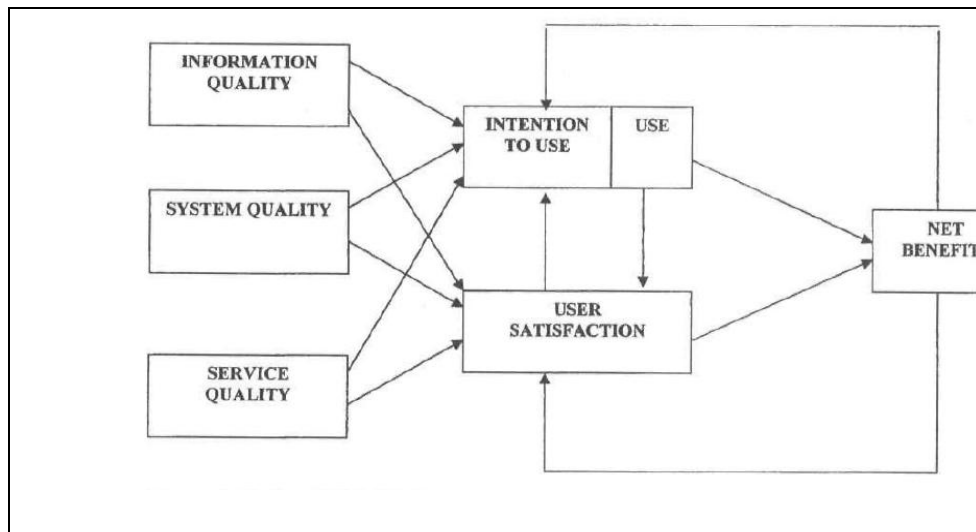 INFORMATION
QUALITY
INTENTION
TO USE
USE
SYSTEM QUALITY
NET
BENEFIT
USER
SATISFACTION
SERVICE
QUALITY